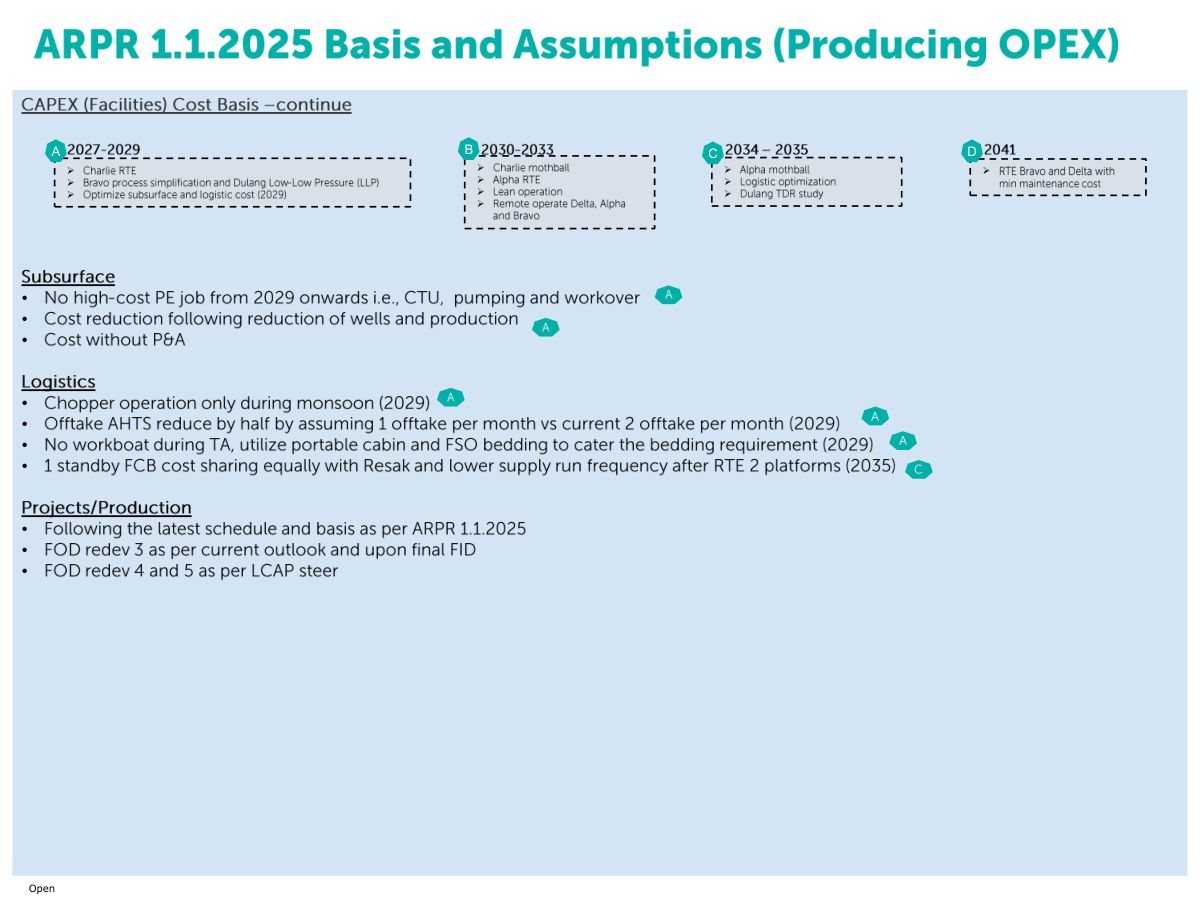 ARPR 1.1.2025 Basis and Assumptions (Producing OPEX)
CAPEX (Facilities) Cost Basis –continue
A 2027-2029
➢ Charlie RTE
➢ Bravo process simplification and Dulang Low-Low Pressure (LLP)
➢ Optimize subsurface and logistic cost (2029)
B 2030-2033
➢ Charlie mothball
➢ Alpha RTE
➢ Lean operation
➢ Remote operate Delta, Alpha
and Bravo
C 2034 – 2035
➢ Alpha mothball
➢ Logistic optimization
➢ Dulang TDR study
D 2041
➢ RTE Bravo and Delta with
min maintenance cost
Subsurface
• No high-cost PE job from 2029 onwards i.e., CTU,  pumping and workover A
• Cost reduction following reduction of wells and production A
• Cost without P&A
Logistics
• Chopper operation only during monsoon (2029) A
• Offtake AHTS reduce by half by assuming 1 offtake per month vs current 2 offtake per month (2029) A
• No workboat during TA, utilize portable cabin and FSO bedding to cater the bedding requirement (2029) A
• 1 standby FCB cost sharing equally with Resak and lower supply run frequency after RTE 2 platforms (2035) C
Projects/Production
• Following the latest schedule and basis as per ARPR 1.1.2025
• FOD redev 3 as per current outlook and upon final FID
• FOD redev 4 and 5 as per LCAP steer
Open